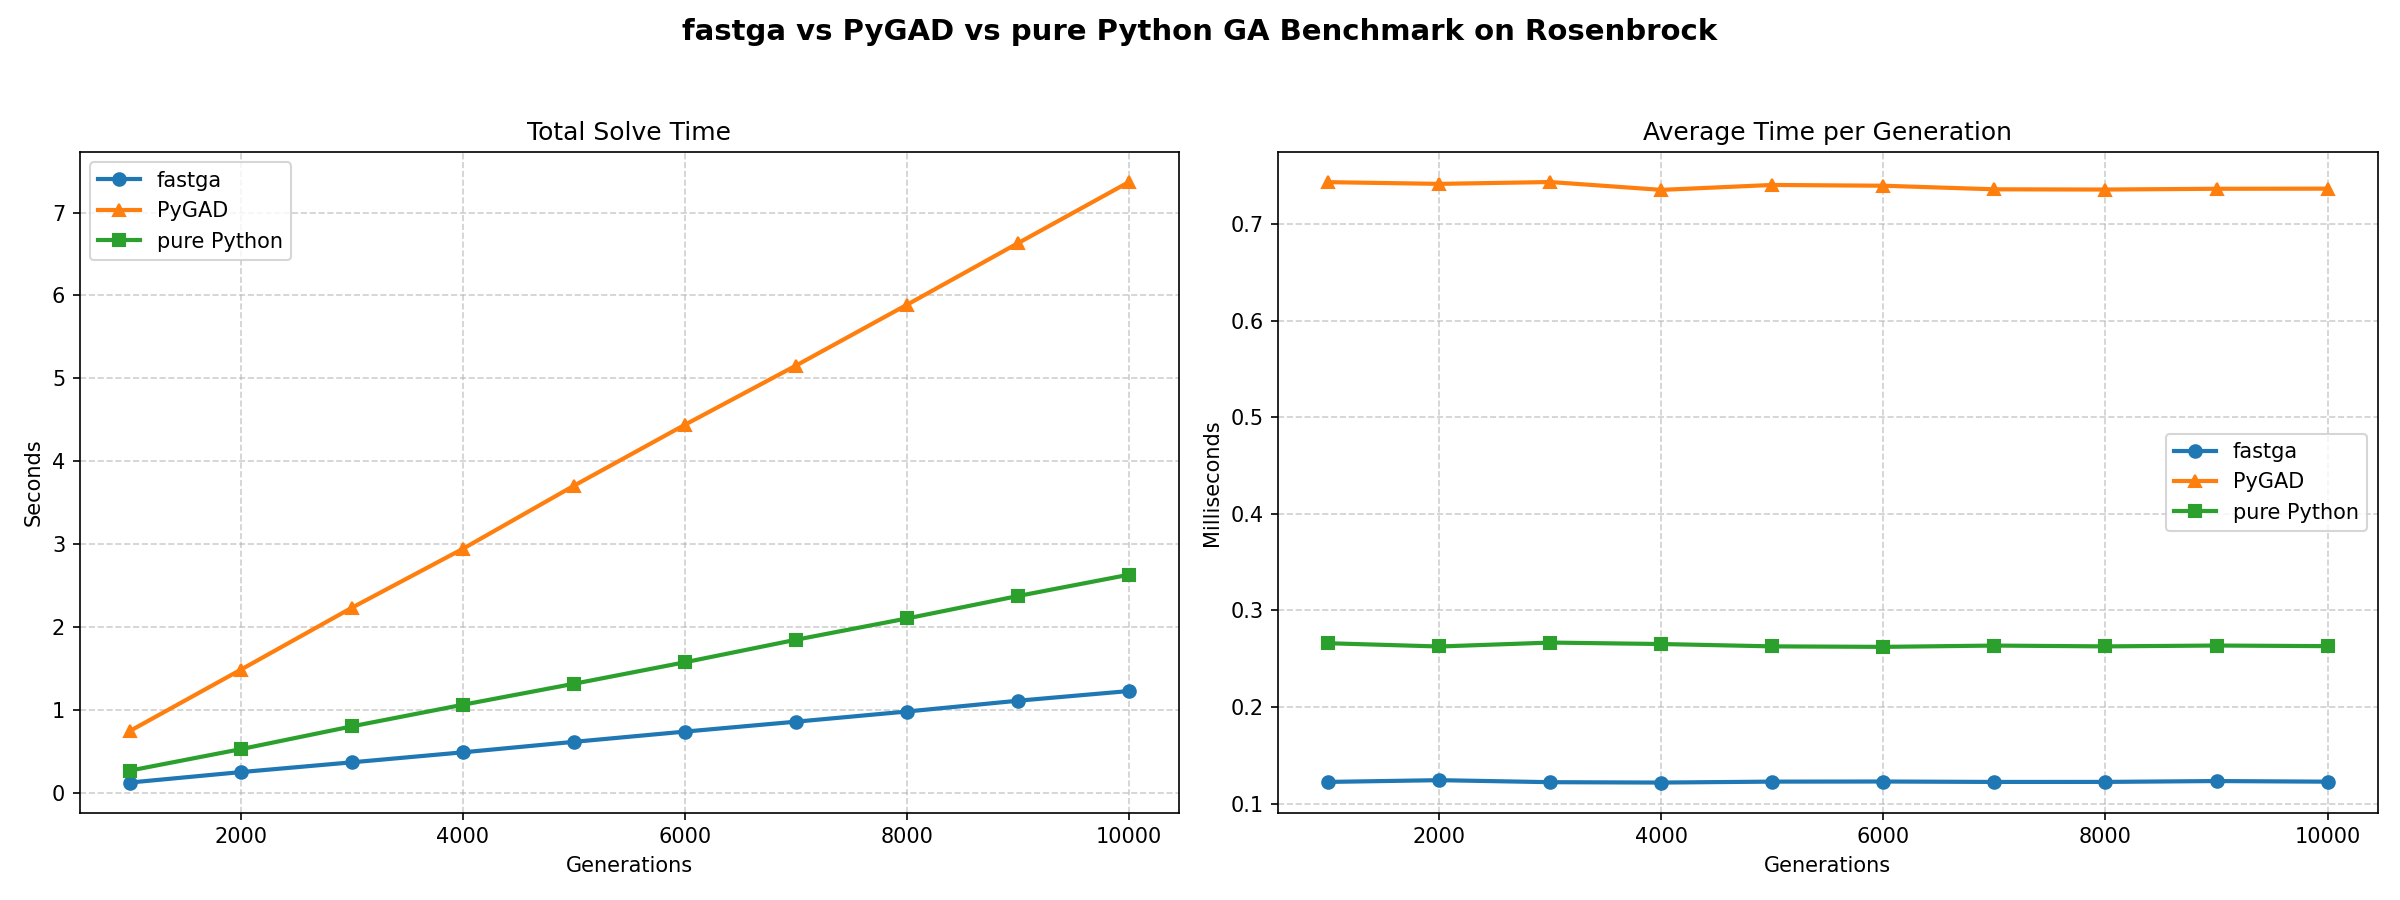 fastga vs PyGAD vs pure Python GA Benchmark on Rosenbrock
Total Solve Time
fastga
PyGAD
pure Python
7
6
5
4
3
2
1
0
Seconds
2000 4000 6000 8000 10000
Generations
Average Time per Generation
0.7
0.6
0.5
0.4
0.3
0.2
0.1
Milliseconds
fastga
PyGAD
pure Python
2000 4000 6000 8000 10000
Generations